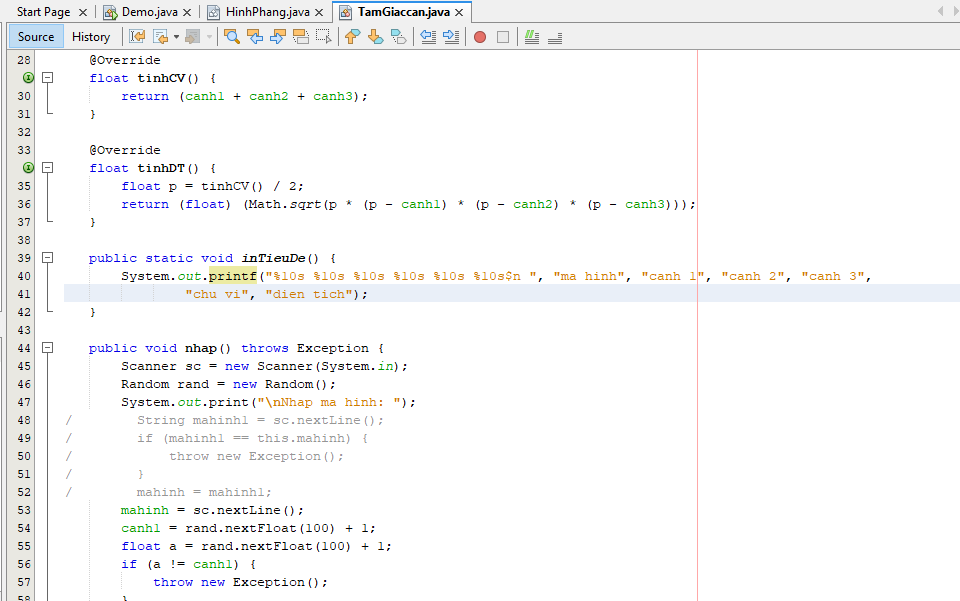 Start Page Demo.java HinhPhang.java TamGiaccan.java
Source History
28 @Override
float tinhCV() {
30 return (canh1 + canh2 + canh3);
31 }
32
33 @Override
float tinhDT() {
35 float p = tinhCV() / 2;
36 return (float) (Math.sqrt(p * (p - canh1) * (p - canh2) * (p - canh3)));
37 }
38
39 public static void inTieuDe() {
40 System.out.printf("%10s %10s %10s %10s %10s %10s$n ", "ma hinh", "canh 1", "canh 2", "canh 3",
41 "chu vi", "dien tich");
42 }
43
44 public void nhap() throws Exception {
45 Scanner sc = new Scanner(System.in);
46 Random rand = new Random();
47 System.out.print("\nNhap ma hinh: ");
48 / String mahinh1 = sc.nextLine();
49 / if (mahinh1 == this.mahinh) {
50 / throw new Exception();
51 / }
52 / mahinh = mahinh1;
53 mahinh = sc.nextLine();
54 canh1 = rand.nextFloat(100) + 1;
55 float a = rand.nextFloat(100) + 1;
56 if (a != canh1) {
57 throw new Exception();
58 }